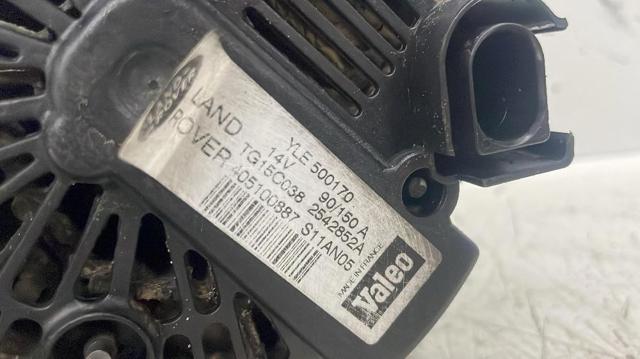 LAND
ROVER
YLE 500170
14V 90/150 A
TG15C038 2542852A
405100887 S11AN05
MADE IN FRANCE
Valeo